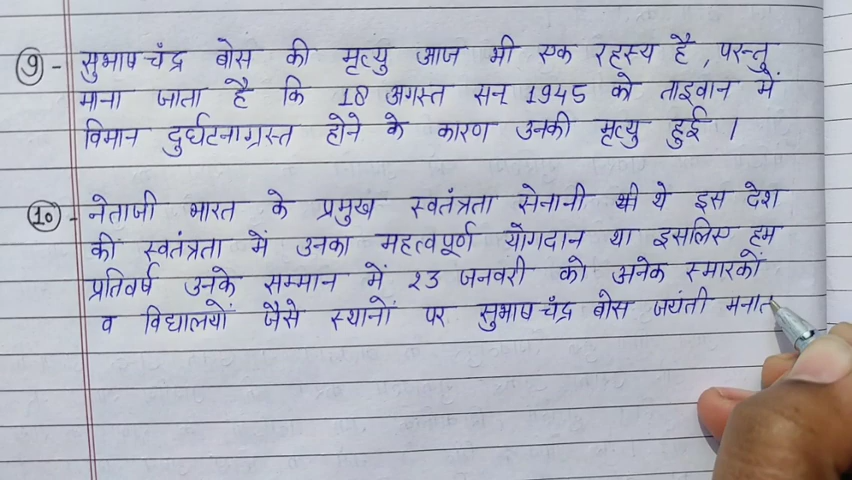 9 - सुभाष चंद्र बोस की मृत्यु आज भी एक रहस्य है, परन्तु
माना जाता है कि 18 अगस्त सन् 1945 को ताइवान में
विमान दुर्घटनाग्रस्त होने के कारण उनकी मृत्यु हुई ।
10 - नेताजी भारत के प्रमुख स्वतंत्रता सेनानी थे इस देश
की स्वतंत्रता में उनका महत्वपूर्ण योगदान था इसलिए हम
प्रतिवर्ष उनके सम्मान में 23 जनवरी को अनेक स्मारकों
व विद्यालयों जैसे स्थानों पर सुभाष चंद्र बोस जयंती मनात